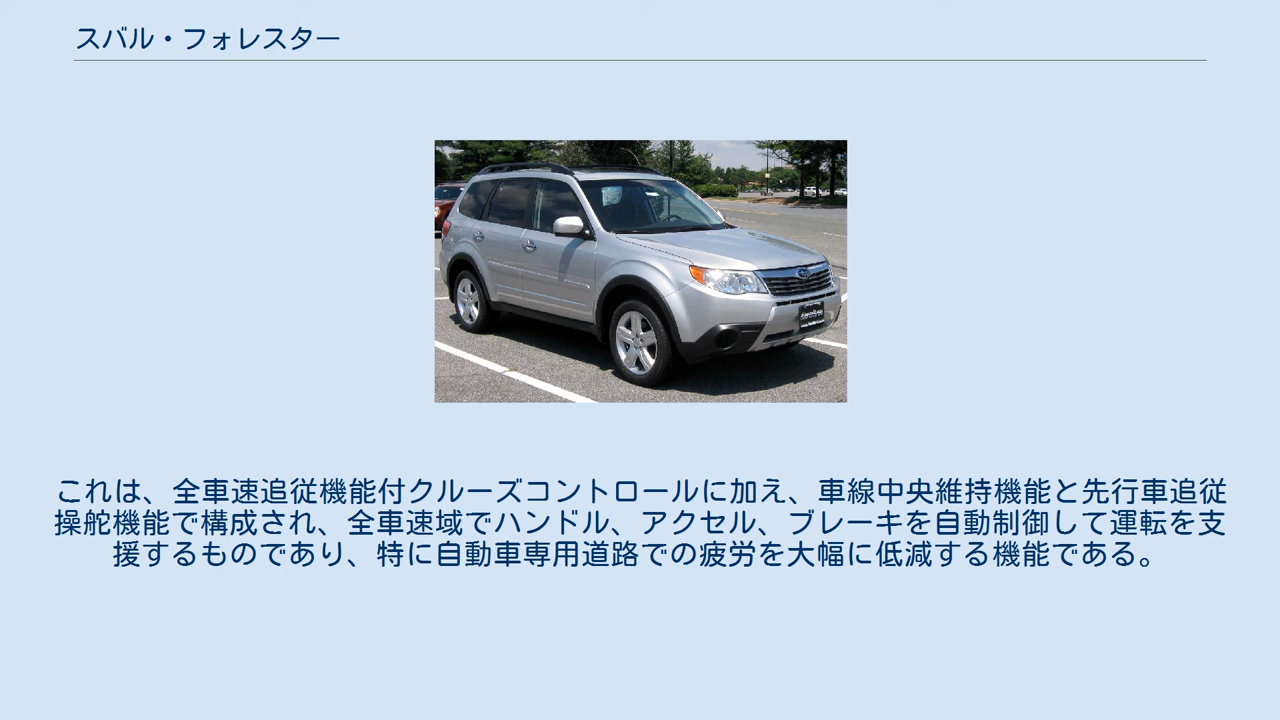 スバル・フォレスター
これは、全車速追従機能付クルーズコントロールに加え、車線中央維持機能と先行車追従
操舵機能で構成され、全車速域でハンドル、アクセル、ブレーキを自動制御して運転を支
援するものであり、特に自動車専用道路での疲労を大幅に低減する機能である。